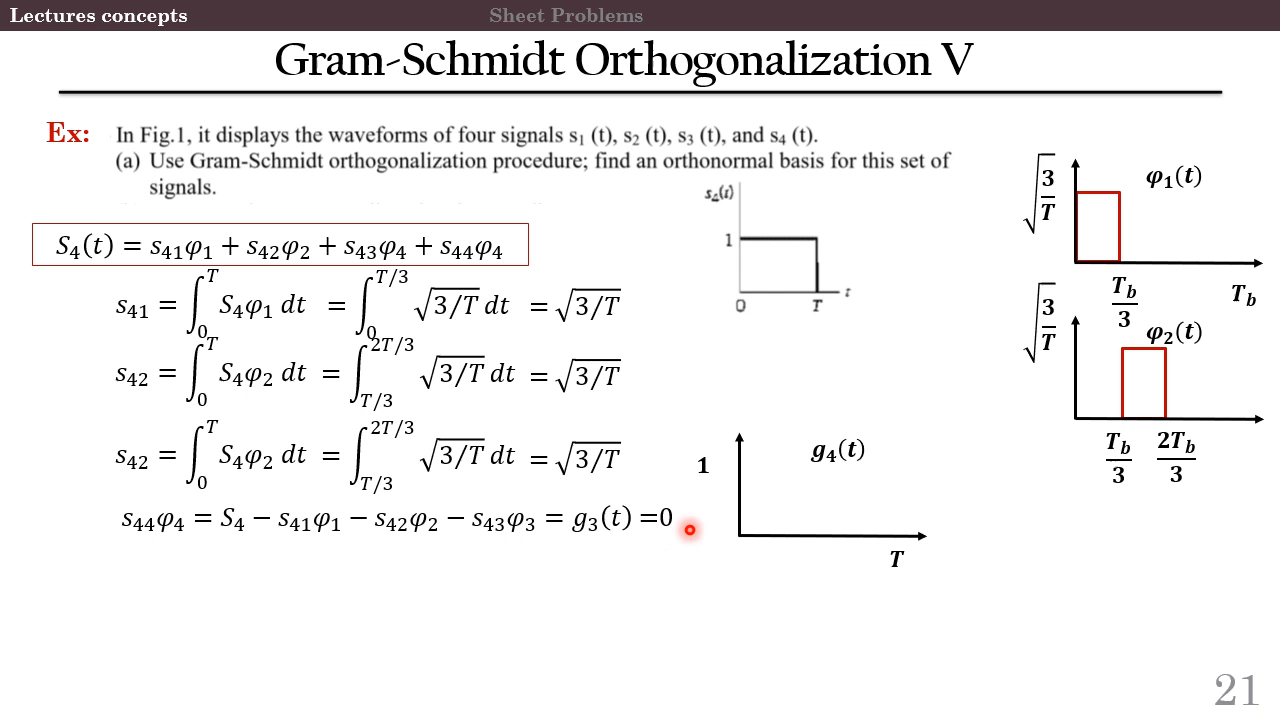 Lectures concepts Sheet Problems
Gram-Schmidt Orthogonalization V
Ex: In Fig.1, it displays the waveforms of four signals s₁ (t), s₂ (t), s₃ (t), and s₄ (t).
(a) Use Gram-Schmidt orthogonalization procedure; find an orthonormal basis for this set of
signals.
S₄(t) = s₄₁φ₁ + s₄₂φ₂ + s₄₃φ₄ + s₄₄φ₄
s₄₁ = ∫₀ᵀ S₄φ₁ dt = ∫₀^{T/3} √(3/T) dt = √(3/T)
s₄₂ = ∫₀ᵀ S₄φ₂ dt = ∫_{T/3}^{2T/3} √(3/T) dt = √(3/T)
s₄₂ = ∫₀ᵀ S₄φ₂ dt = ∫_{T/3}^{2T/3} √(3/T) dt = √(3/T)
s₄₄φ₄ = S₄ − s₄₁φ₁ − s₄₂φ₂ − s₄₃φ₃ = g₃(t) =0
s₄(t)
1
0 T t
1 g₄(t)
T
√(3/T) φ₁(t)
T_b/3 T_b
√(3/T) φ₂(t)
T_b/3 2T_b/3
21